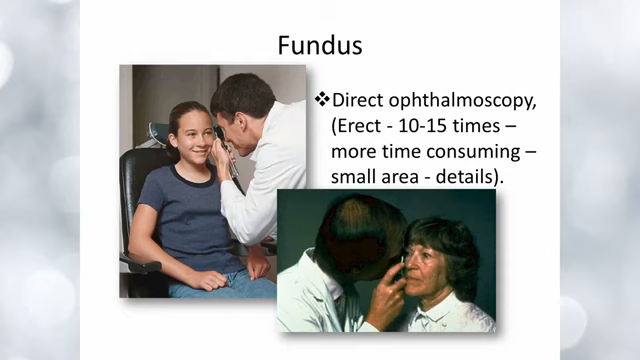 Fundus
❖Direct ophthalmoscopy,
(Erect - 10-15 times –
more time consuming –
small area - details).